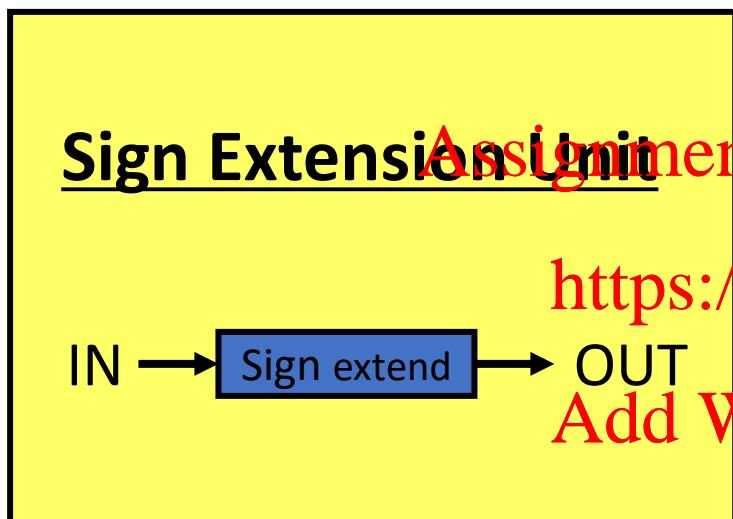 Sign Extension Unit
Assignmen
https:/
IN Sign extend OUT
Add W